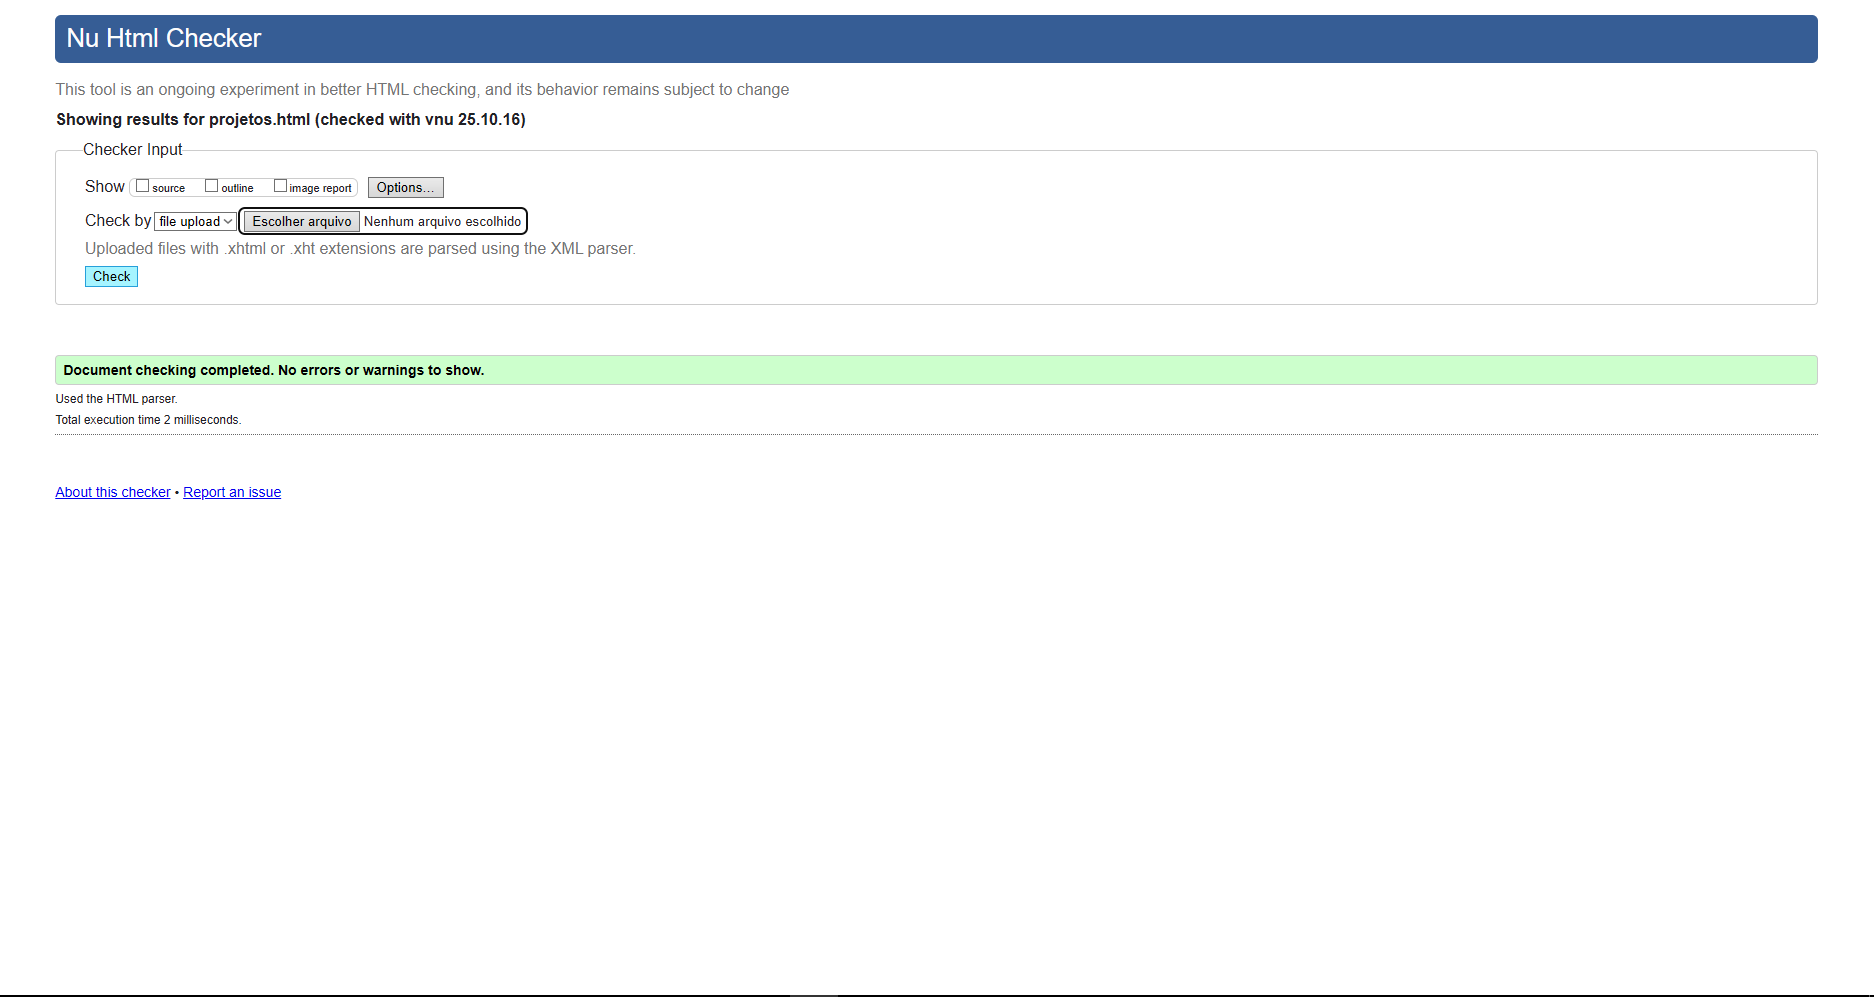 Nu Html Checker
This tool is an ongoing experiment in better HTML checking, and its behavior remains subject to change
Showing results for projetos.html (checked with vnu 25.10.16)
Checker Input
Show source outline image report Options...
Check by file upload Escolher arquivo Nenhum arquivo escolhido
Uploaded files with .xhtml or .xht extensions are parsed using the XML parser.
Check
Document checking completed. No errors or warnings to show.
Used the HTML parser.
Total execution time 2 milliseconds.
About this checker • Report an issue